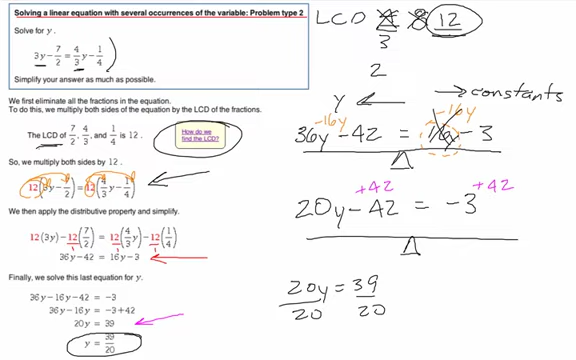 Solving a linear equation with several occurrences of the variable: Problem type 2
Solve for y.
3y − 7/2 = 4/3 y − 1/4
Simplify your answer as much as possible.
We first eliminate all the fractions in the equation.
To do this, we multiply both sides of the equation by the LCD of the fractions.
The LCD of 7/2, 4/3, and 1/4 is 12.
How do we
find the LCD?
So, we multiply both sides by 12.
12(3y − 7/2) = 12(4/3 y − 1/4)
We then apply the distributive property and simplify.
12(3y) − 12(7/2) = 12(4/3 y) − 12(1/4)
36y − 42 = 16y − 3
Finally, we solve this last equation for y.
36y − 16y − 42 = −3
36y − 16y = −3 + 42
20y = 39
y = 39/20
LCD 4 8 12
3
2
y ← → constants
−16y −16y
36y − 42 = 16y − 3
+42 +42
20y − 42 = −3
20y = 39
20 20